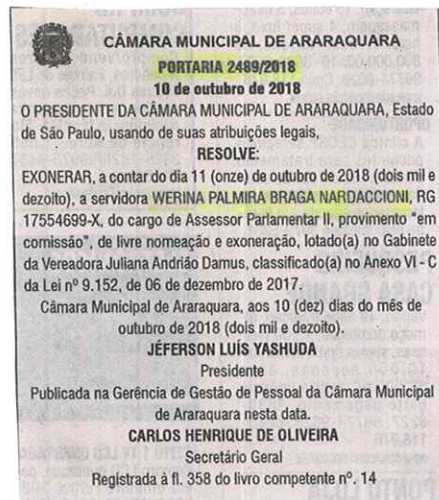 CÂMARA MUNICIPAL DE ARARAQUARA
PORTARIA 2489/2018
10 de outubro de 2018
O PRESIDENTE DA CÂMARA MUNICIPAL DE ARARAQUARA, Estado
de São Paulo, usando de suas atribuições legais,
RESOLVE:
EXONERAR, a contar do dia 11 (onze) de outubro de 2018 (dois mil e
dezoito), a servidora WERINA PALMIRA BRAGA NARDACCIONI, RG
17554699-X, do cargo de Assessor Parlamentar II, provimento "em
comissão", de livre nomeação e exoneração, lotado(a) no Gabinete
da Vereadora Juliana Andrião Damus, classificado(a) no Anexo VI - C
da Lei nº 9.152, de 06 de dezembro de 2017.
Câmara Municipal de Araraquara, aos 10 (dez) dias do mês de
outubro de 2018 (dois mil e dezoito).
JÉFERSON LUÍS YASHUDA
Presidente
Publicada na Gerência de Gestão de Pessoal da Câmara Municipal
de Araraquara nesta data.
CARLOS HENRIQUE DE OLIVEIRA
Secretário Geral
Registrada à fl. 358 do livro competente nº. 14